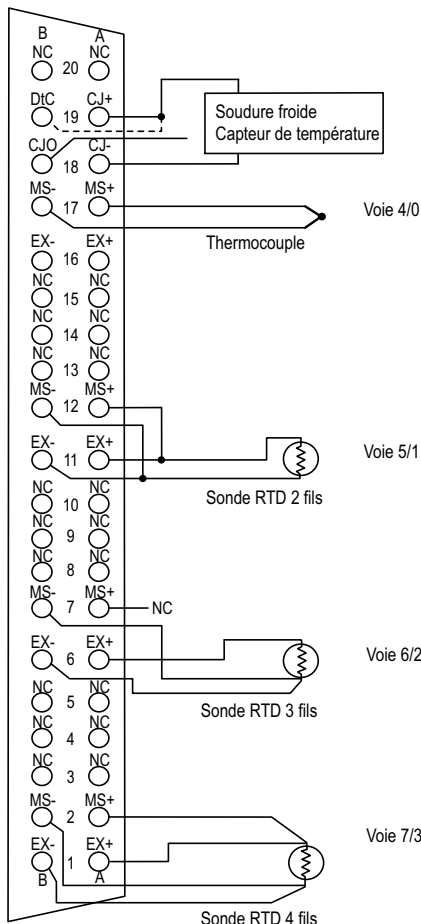 B A
NC NC
20
DtC CJ+
19
Soudure froide
Capteur de température
CJO CJ-
18
MS- 17 MS+
Voie 4/0
Thermocouple
EX- EX+
16
NC NC
15
NC NC
14
NC NC
13
MS- MS+
12
EX- EX+
11
Voie 5/1
NC NC
10
Sonde RTD 2 fils
NC NC
9
NC NC
8
MS- MS+
7 NC
EX- EX+
6
Voie 6/2
NC NC
5
Sonde RTD 3 fils
NC NC
4
NC NC
3
MS- MS+
2
Voie 7/3
EX- EX+
1
B A
Sonde RTD 4 fils